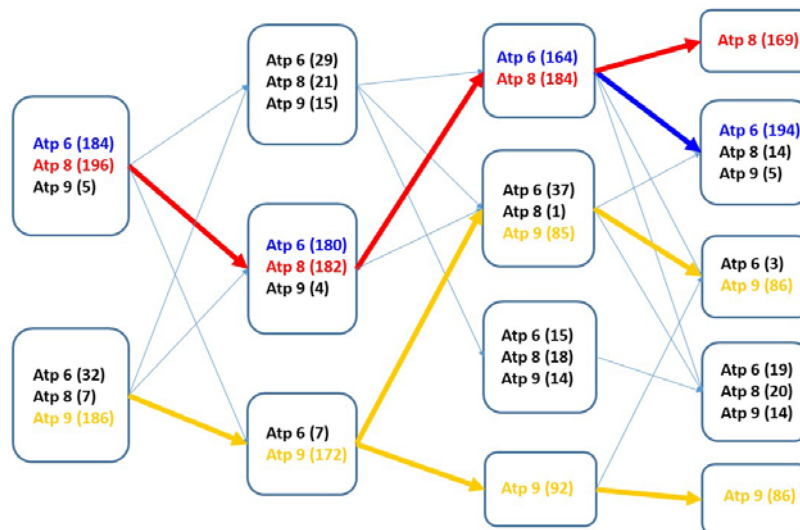 Atp 6 (184)
Atp 8 (196)
Atp 9 (5)
Atp 6 (32)
Atp 8 (7)
Atp 9 (186)
Atp 6 (29)
Atp 8 (21)
Atp 9 (15)
Atp 6 (180)
Atp 8 (182)
Atp 9 (4)
Atp 6 (7)
Atp 9 (172)
Atp 6 (164)
Atp 8 (184)
Atp 6 (37)
Atp 8 (1)
Atp 9 (85)
Atp 6 (15)
Atp 8 (18)
Atp 9 (14)
Atp 9 (92)
Atp 8 (169)
Atp 6 (194)
Atp 8 (14)
Atp 9 (5)
Atp 6 (3)
Atp 9 (86)
Atp 6 (19)
Atp 8 (20)
Atp 9 (14)
Atp 9 (86)